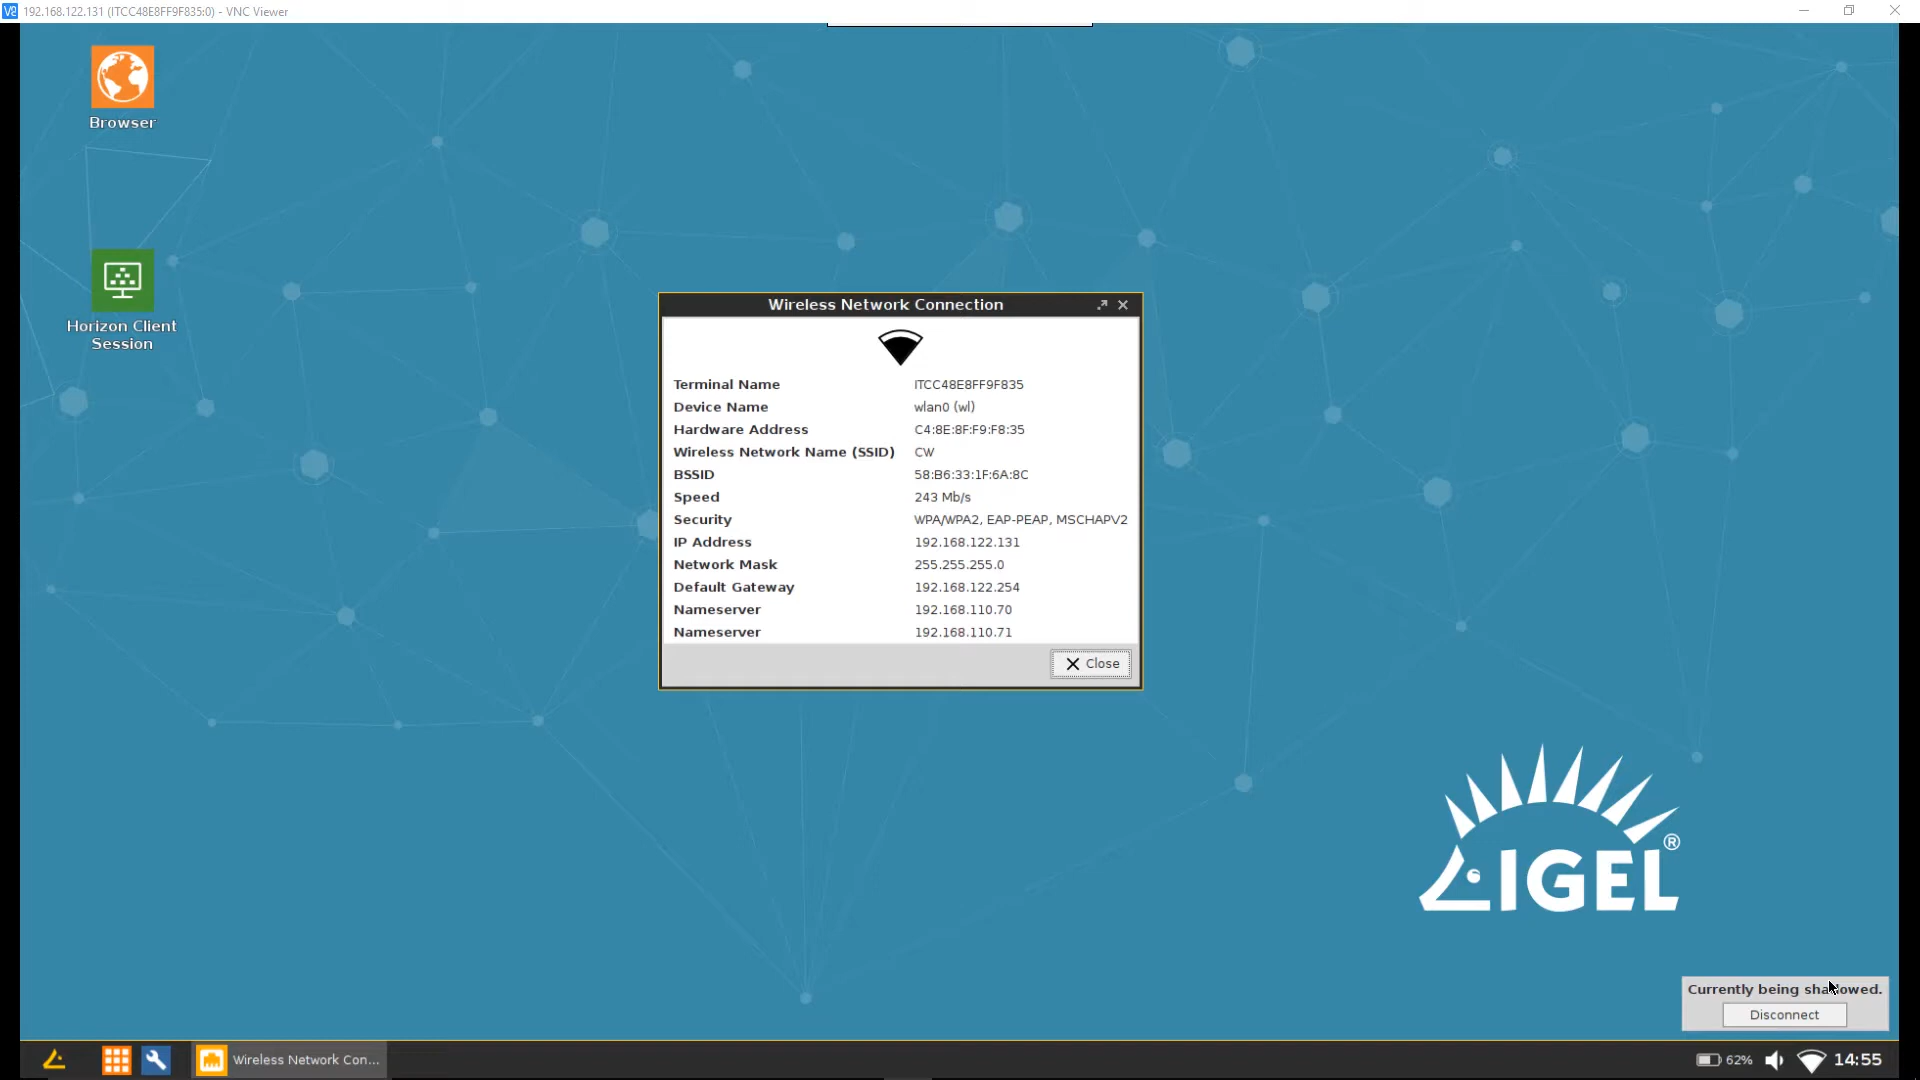 192.168.122.131 (ITCC48E8FF9F835:0) - VNC Viewer
Browser
Horizon Client
Session
Wireless Network Connection
Terminal Name ITCC48E8FF9F835
Device Name wlan0 (wl)
Hardware Address C4:8E:8F:F9:F8:35
Wireless Network Name (SSID) CW
BSSID 58:B6:33:1F:6A:8C
Speed 243 Mb/s
Security WPA/WPA2, EAP-PEAP, MSCHAPV2
IP Address 192.168.122.131
Network Mask 255.255.255.0
Default Gateway 192.168.122.254
Nameserver 192.168.110.70
Nameserver 192.168.110.71
Close
IGEL®
Currently being shadowed.
Disconnect
Wireless Network Con...
62%
14:55